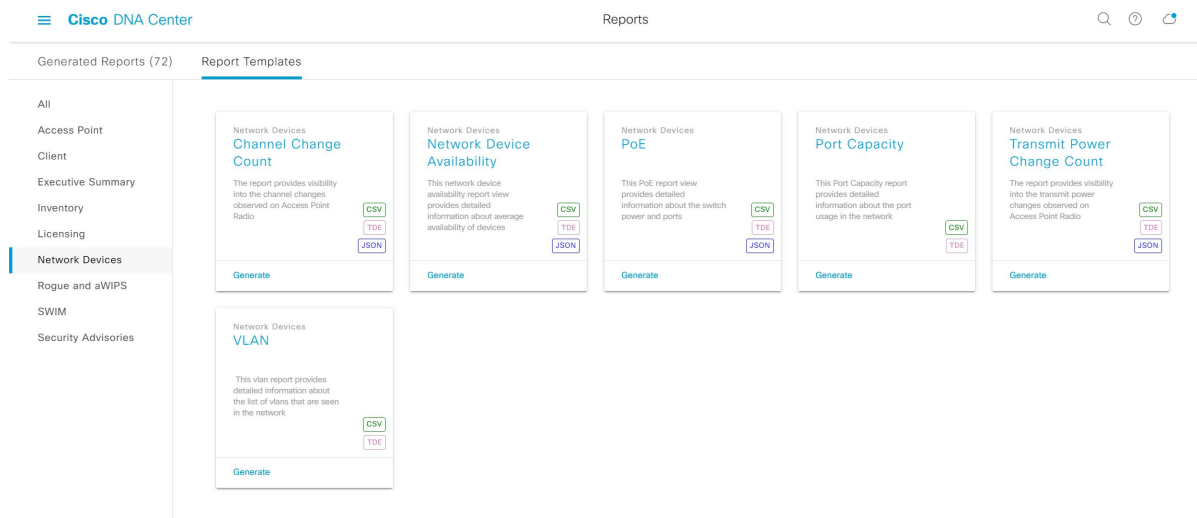 Cisco DNA Center
Reports
Generated Reports (72)
Report Templates
All
Access Point
Client
Executive Summary
Inventory
Licensing
Network Devices
Rogue and aWIPS
SWIM
Security Advisories
Network Devices
Channel Change
Count
The report provides visibility
into the channel changes
observed on Access Point
Radio
CSV
TDE
JSON
Generate
Network Devices
Network Device
Availability
This network device
availability report view
provides detailed
information about average
availability of devices
CSV
TDE
JSON
Generate
Network Devices
PoE
This PoE report view
provides detailed
information about the switch
power and ports
CSV
TDE
JSON
Generate
Network Devices
Port Capacity
This Port Capacity report
provides detailed
information about the port
usage in the network
CSV
TDE
Generate
Network Devices
Transmit Power
Change Count
The report provides visibility
into the transmit power
changes observed on
Access Point Radio
CSV
TDE
JSON
Generate
Network Devices
VLAN
This vlan report provides
detailed information about
the list of vlans that are seen
in the network
CSV
TDE
Generate